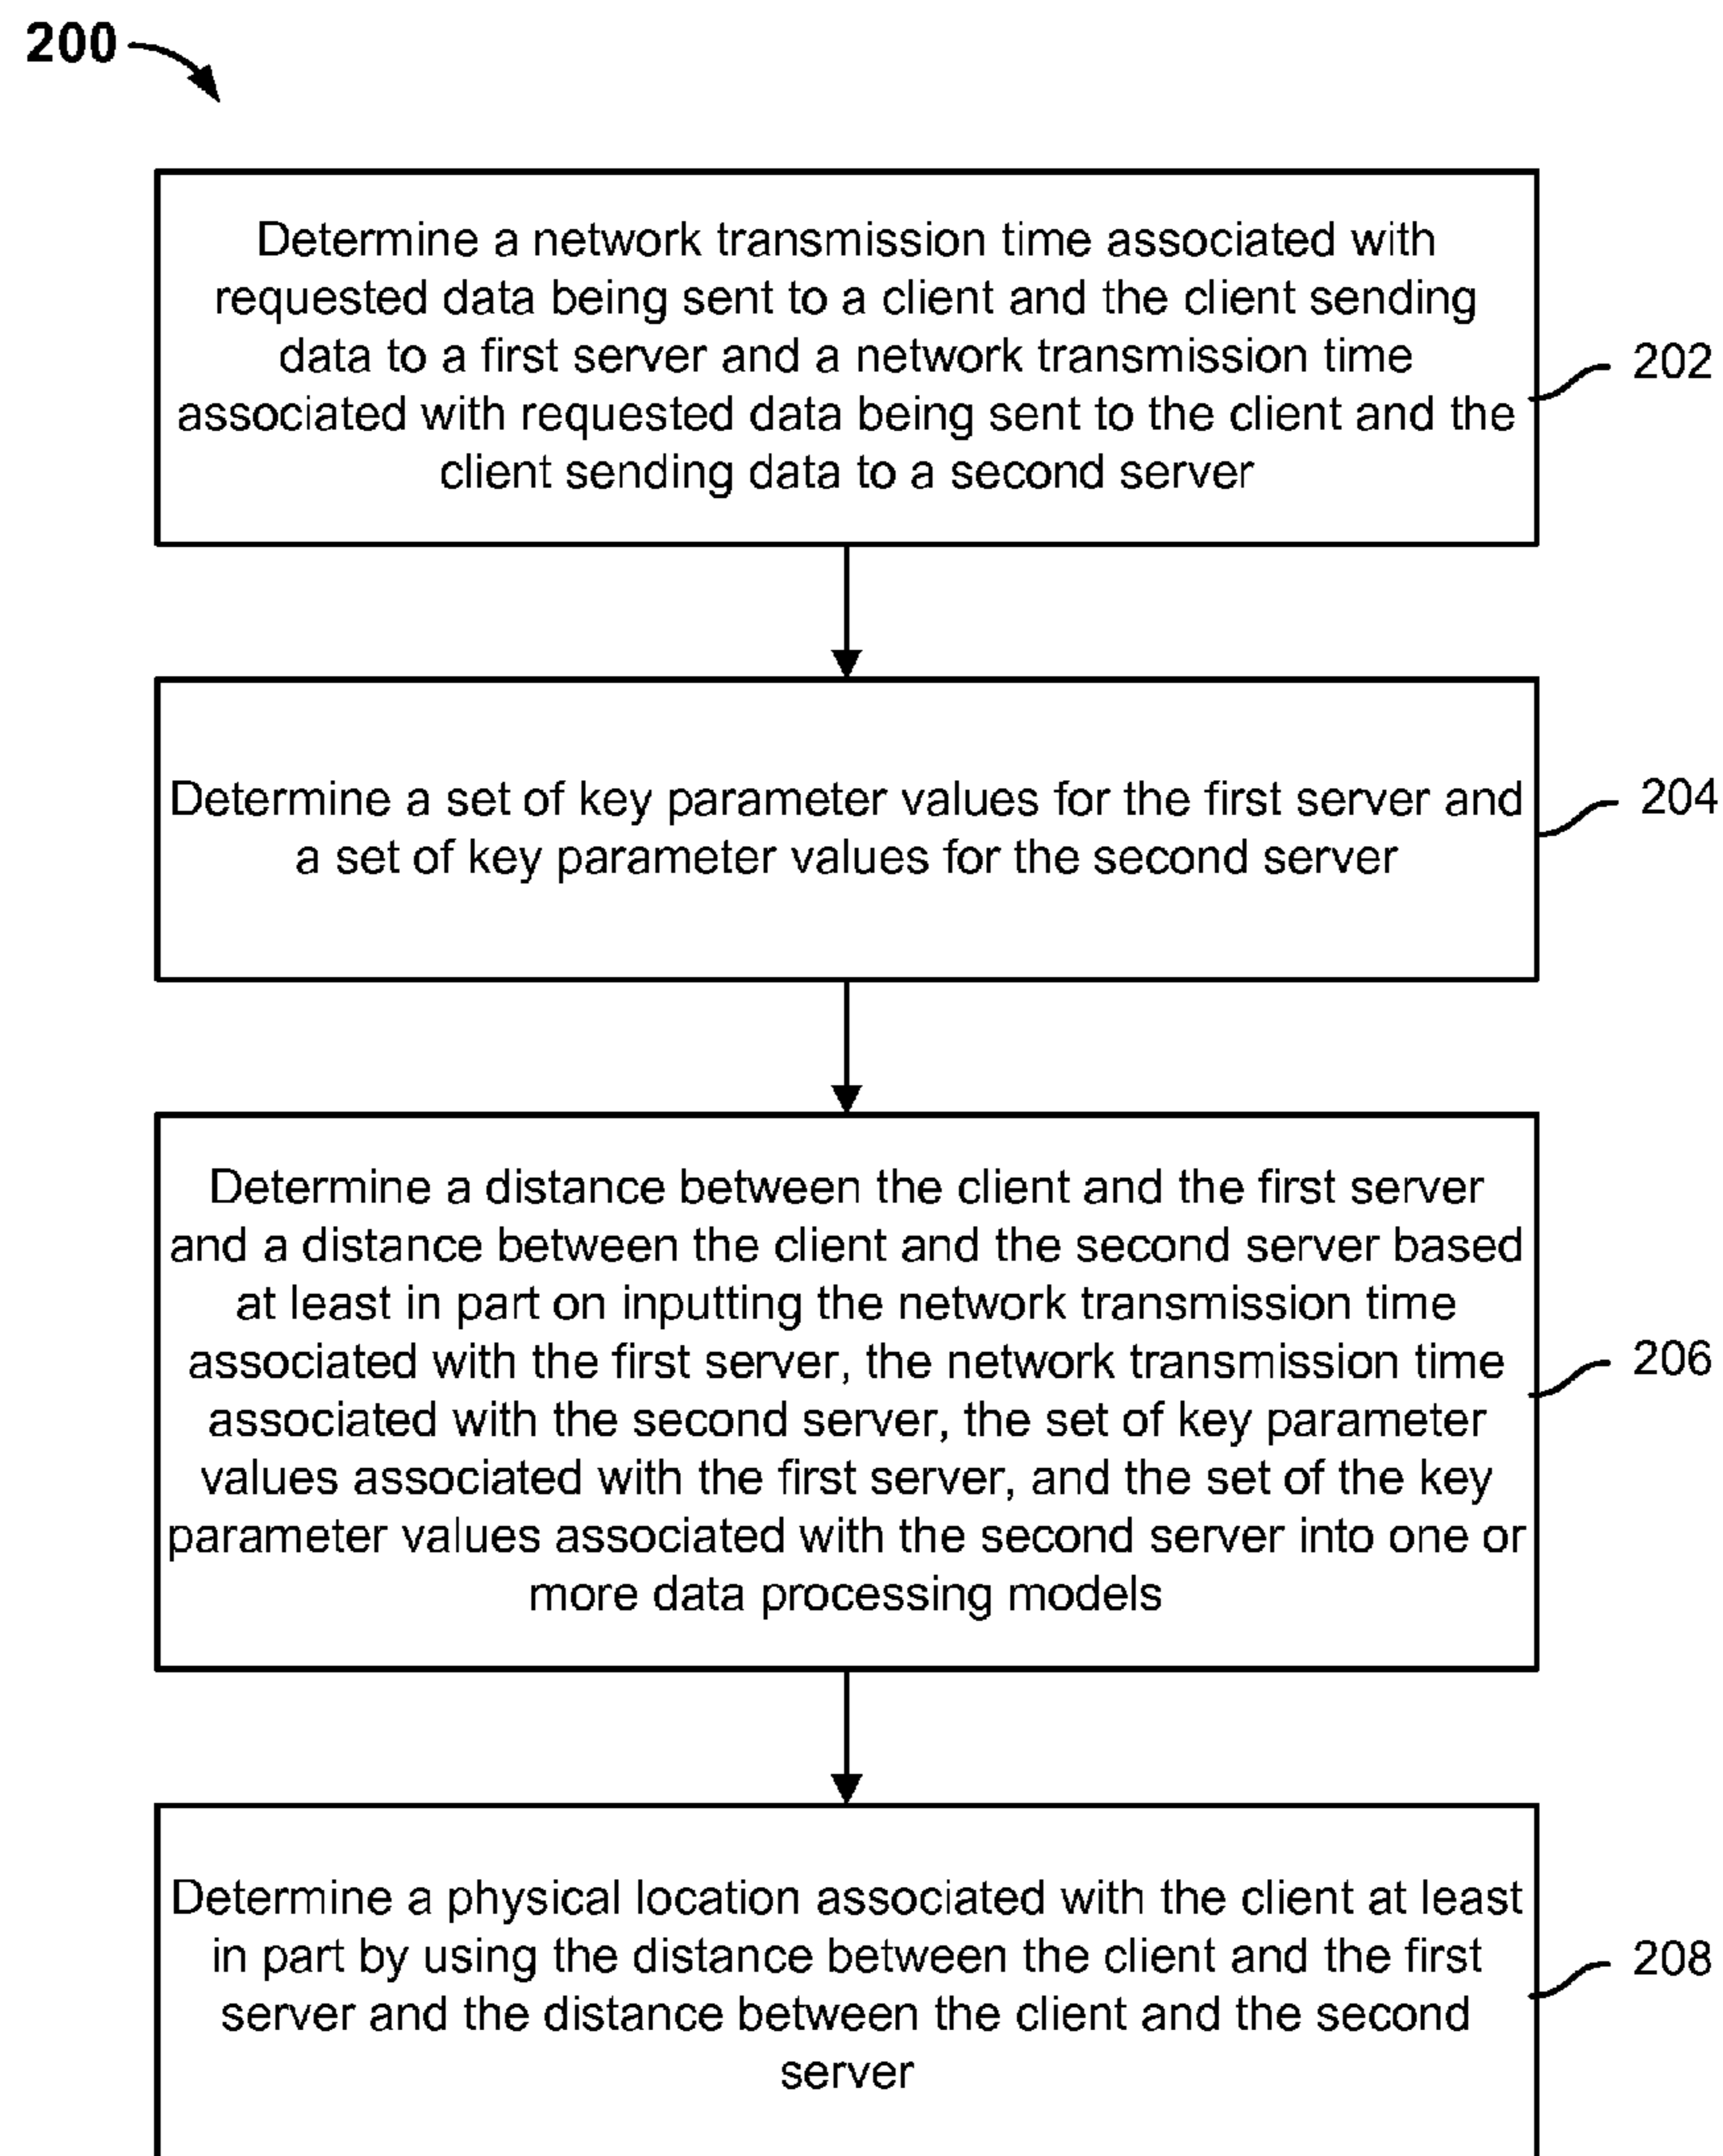 200
Determine a network transmission time associated with
requested data being sent to a client and the client sending
data to a first server and a network transmission time
associated with requested data being sent to the client and the
client sending data to a second server
202
Determine a set of key parameter values for the first server and
a set of key parameter values for the second server
204
Determine a distance between the client and the first server
and a distance between the client and the second server based
at least in part on inputting the network transmission time
associated with the first server, the network transmission time
associated with the second server, the set of key parameter
values associated with the first server, and the set of the key
parameter values associated with the second server into one or
more data processing models
206
Determine a physical location associated with the client at least
in part by using the distance between the client and the first
server and the distance between the client and the second
server
208